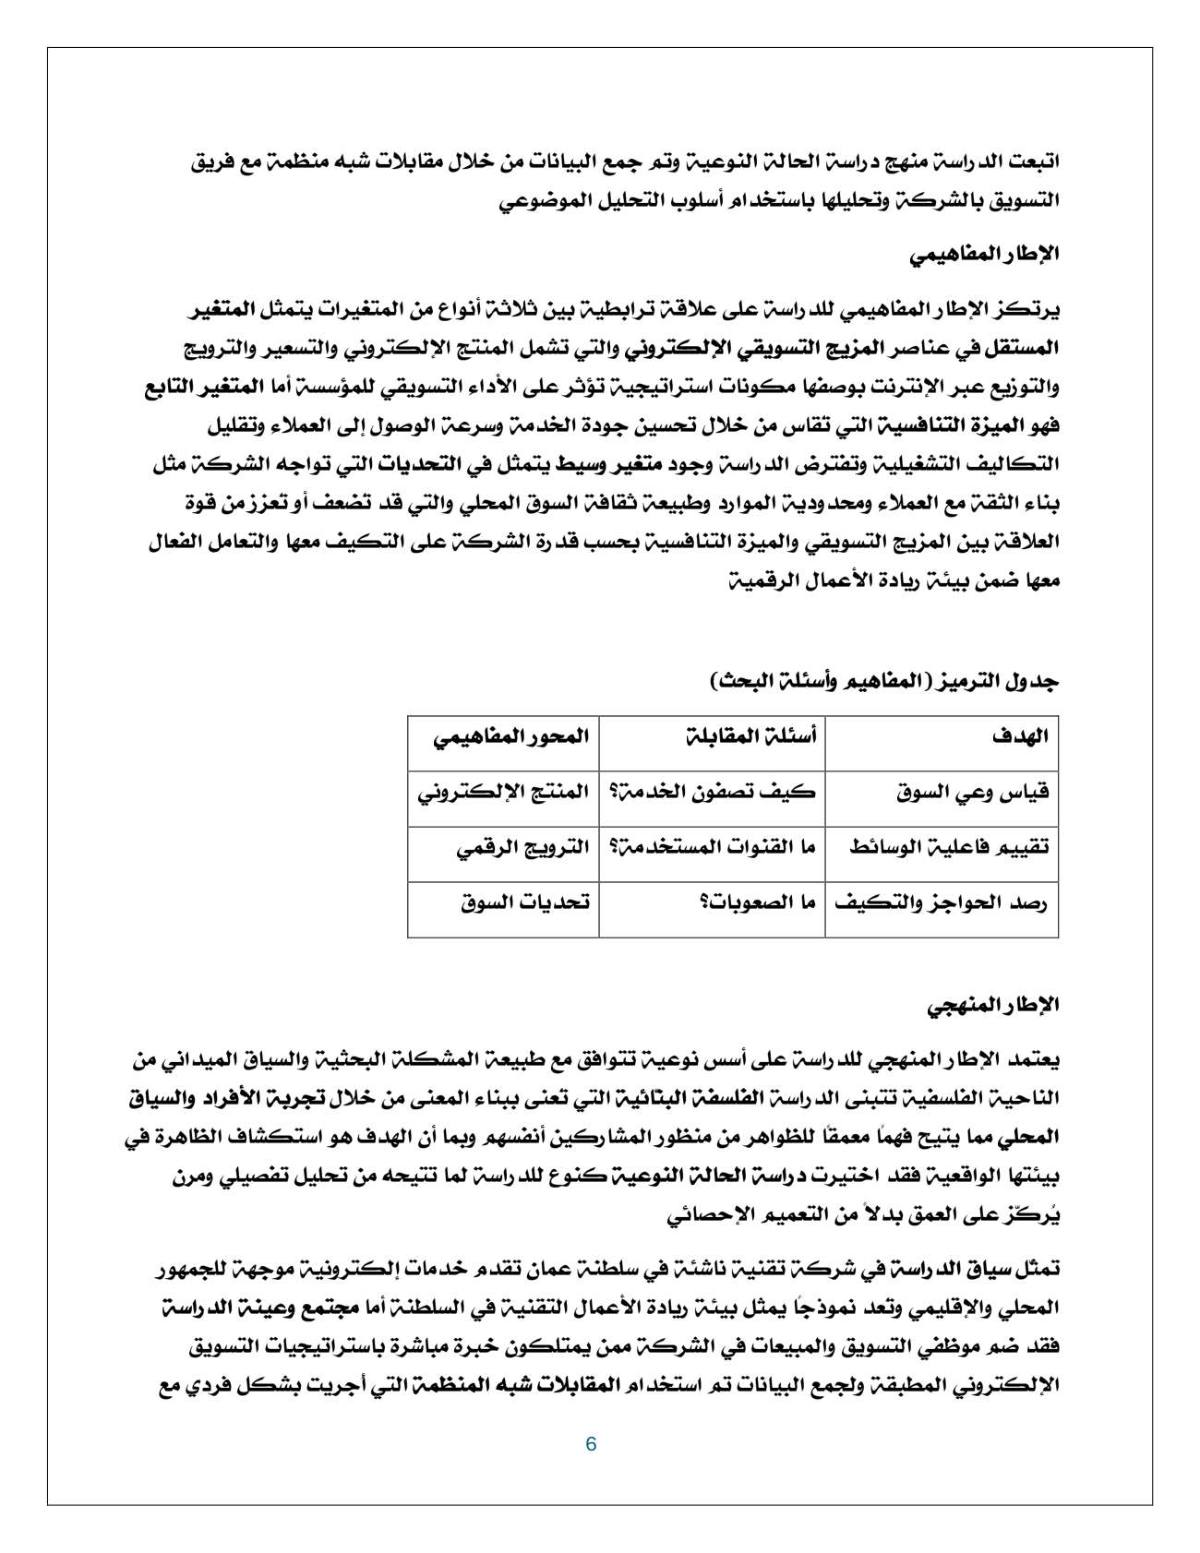 اتبعت الدراسة منهج دراسة الحالة النوعية وتم جمع البيانات من خلال مقابلات شبه منظمة مع فريق
التسويق بالشركة وتحليلها باستخدام أسلوب التحليل الموضوعي
الإطار المفاهيمي
يرتكز الإطار المفاهيمي للدراسة على علاقة ترابطية بين ثلاثة أنواع من المتغيرات يتمثل المتغير
المستقل في عناصر المزيج التسويقي الإلكتروني والتي تشمل المنتج الإلكتروني والتسعير والترويج
والتوزيع عبر الإنترنت بوصفها مكونات استراتيجية تؤثر على الأداء التسويقي للمؤسسة أما المتغير التابع
فهو الميزة التنافسية التي تقاس من خلال تحسين جودة الخدمة وسرعة الوصول إلى العملاء وتقليل
التكاليف التشغيلية وتفترض الدراسة وجود متغير وسيط يتمثل في التحديات التي تواجه الشركة مثل
بناء الثقة مع العملاء ومحدودية الموارد وطبيعة ثقافة السوق المحلي والتي قد تضعف أو تعزز من قوة
العلاقة بين المزيج التسويقي والميزة التنافسية بحسب قدرة الشركة على التكيف معها والتعامل الفعال
معها ضمن بيئة ريادة الأعمال الرقمية
جدول الترميز (المفاهيم وأسئلة البحث)
الهدف أسئلة المقابلة المحور المفاهيمي
قياس وعي السوق كيف تصفون الخدمة؟ المنتج الإلكتروني
تقييم فاعلية الوسائط ما القنوات المستخدمة؟ الترويج الرقمي
رصد الحواجز والتكيف ما الصعوبات؟ تحديات السوق
الإطار المنهجي
يعتمد الإطار المنهجي للدراسة على أسس نوعية تتوافق مع طبيعة المشكلة البحثية والسياق الميداني من
الناحية الفلسفية تتبنى الدراسة الفلسفة البنائية التي تعنى ببناء المعنى من خلال تجربة الأفراد والسياق
المحلي مما يتيح فهمًا معمقًا للظواهر من منظور المشاركين أنفسهم وبما أن الهدف هو استكشاف الظاهرة في
بيئتها الواقعية فقد اختيرت دراسة الحالة النوعية كنوع للدراسة لما تتيحه من تحليل تفصيلي ومرن
يُركّز على العمق بدلاً من التعميم الإحصائي
تمثل سياق الدراسة في شركة تقنية ناشئة في سلطنة عمان تقدم خدمات إلكترونية موجهة للجمهور
المحلي والإقليمي وتعد نموذجًا يمثل بيئة ريادة الأعمال التقنية في السلطنة أما مجتمع وعينة الدراسة
فقد ضم موظفي التسويق والمبيعات في الشركة ممن يمتلكون خبرة مباشرة باستراتيجيات التسويق
الإلكتروني المطبقة ولجمع البيانات تم استخدام المقابلات شبه المنظمة التي أجريت بشكل فردي مع
6